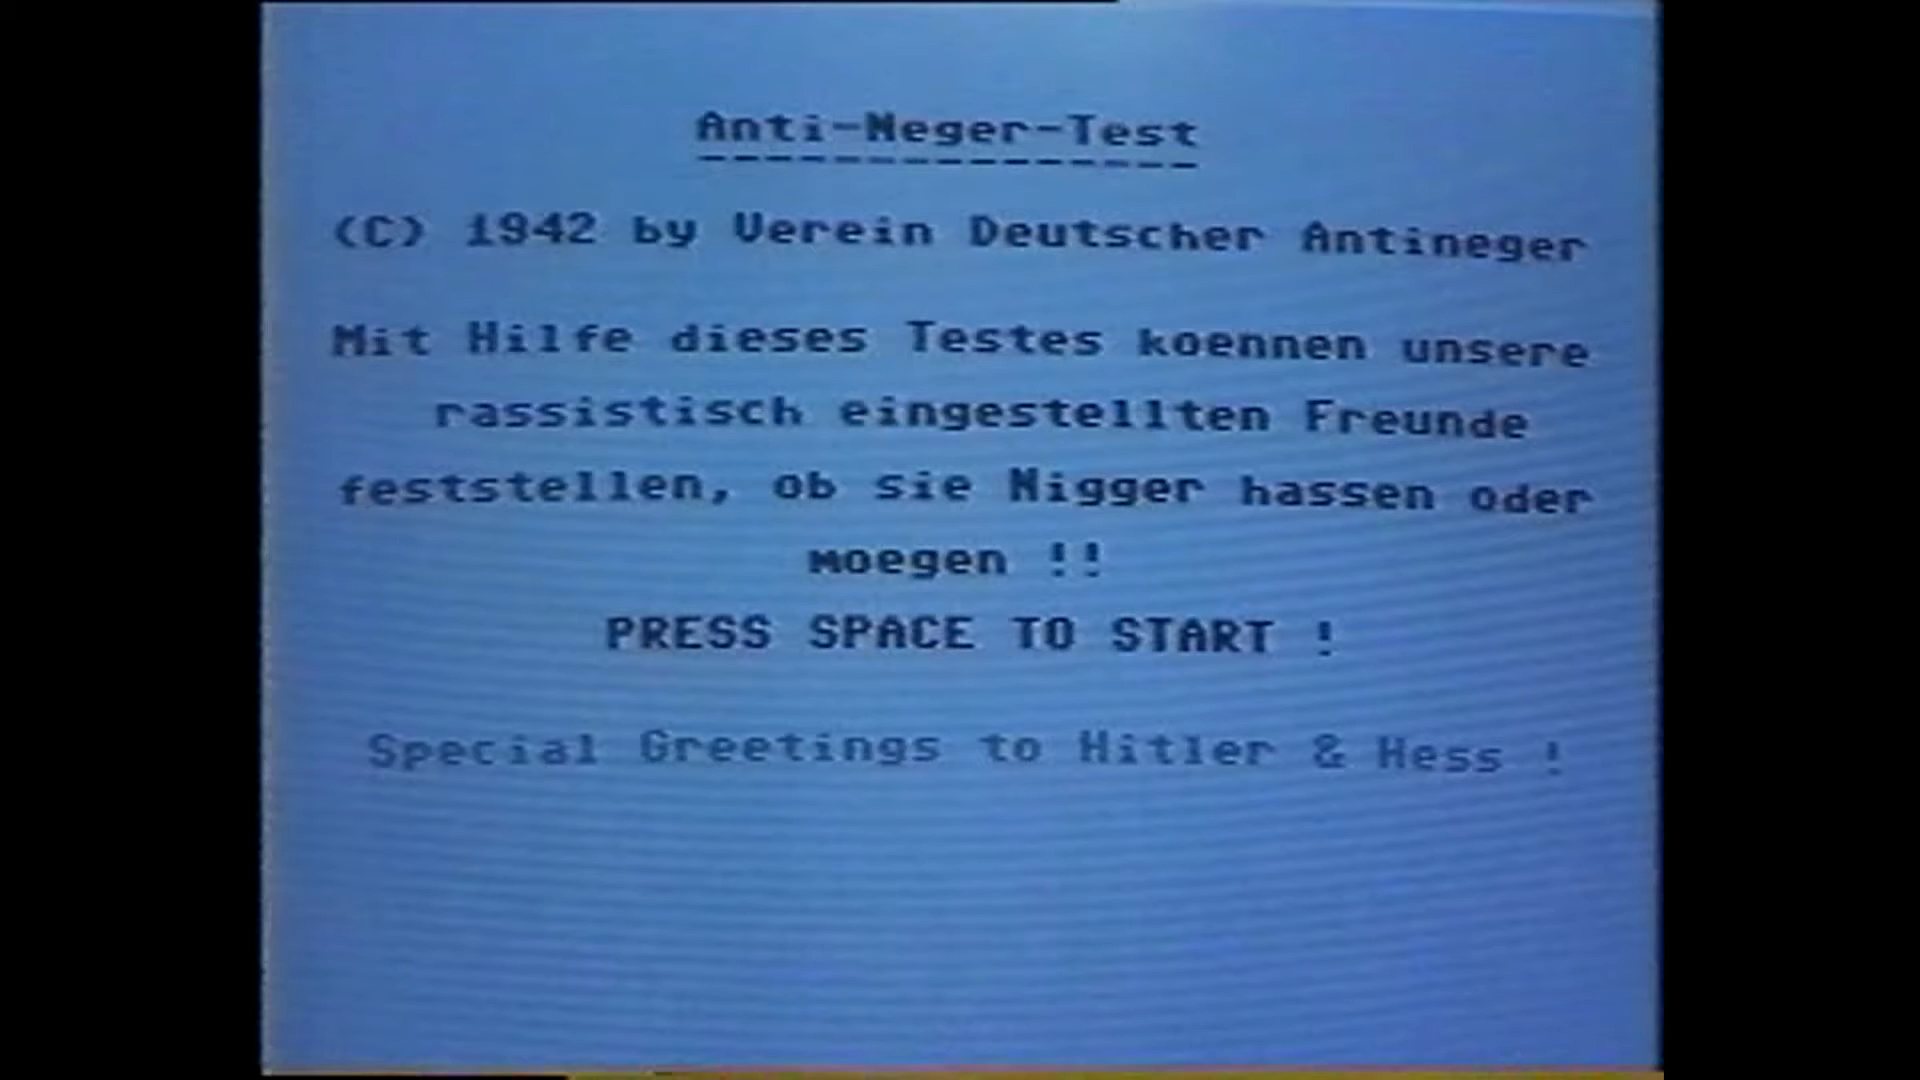 Anti-Neger-Test
(C) 1942 by Verein Deutscher Antineger
Mit Hilfe dieses Testes koennen unsere
rassistisch eingestellten Freunde
feststellen, ob sie Nigger hassen oder
moegen !!
PRESS SPACE TO START !
Special Greetings to Hitler & Hess !